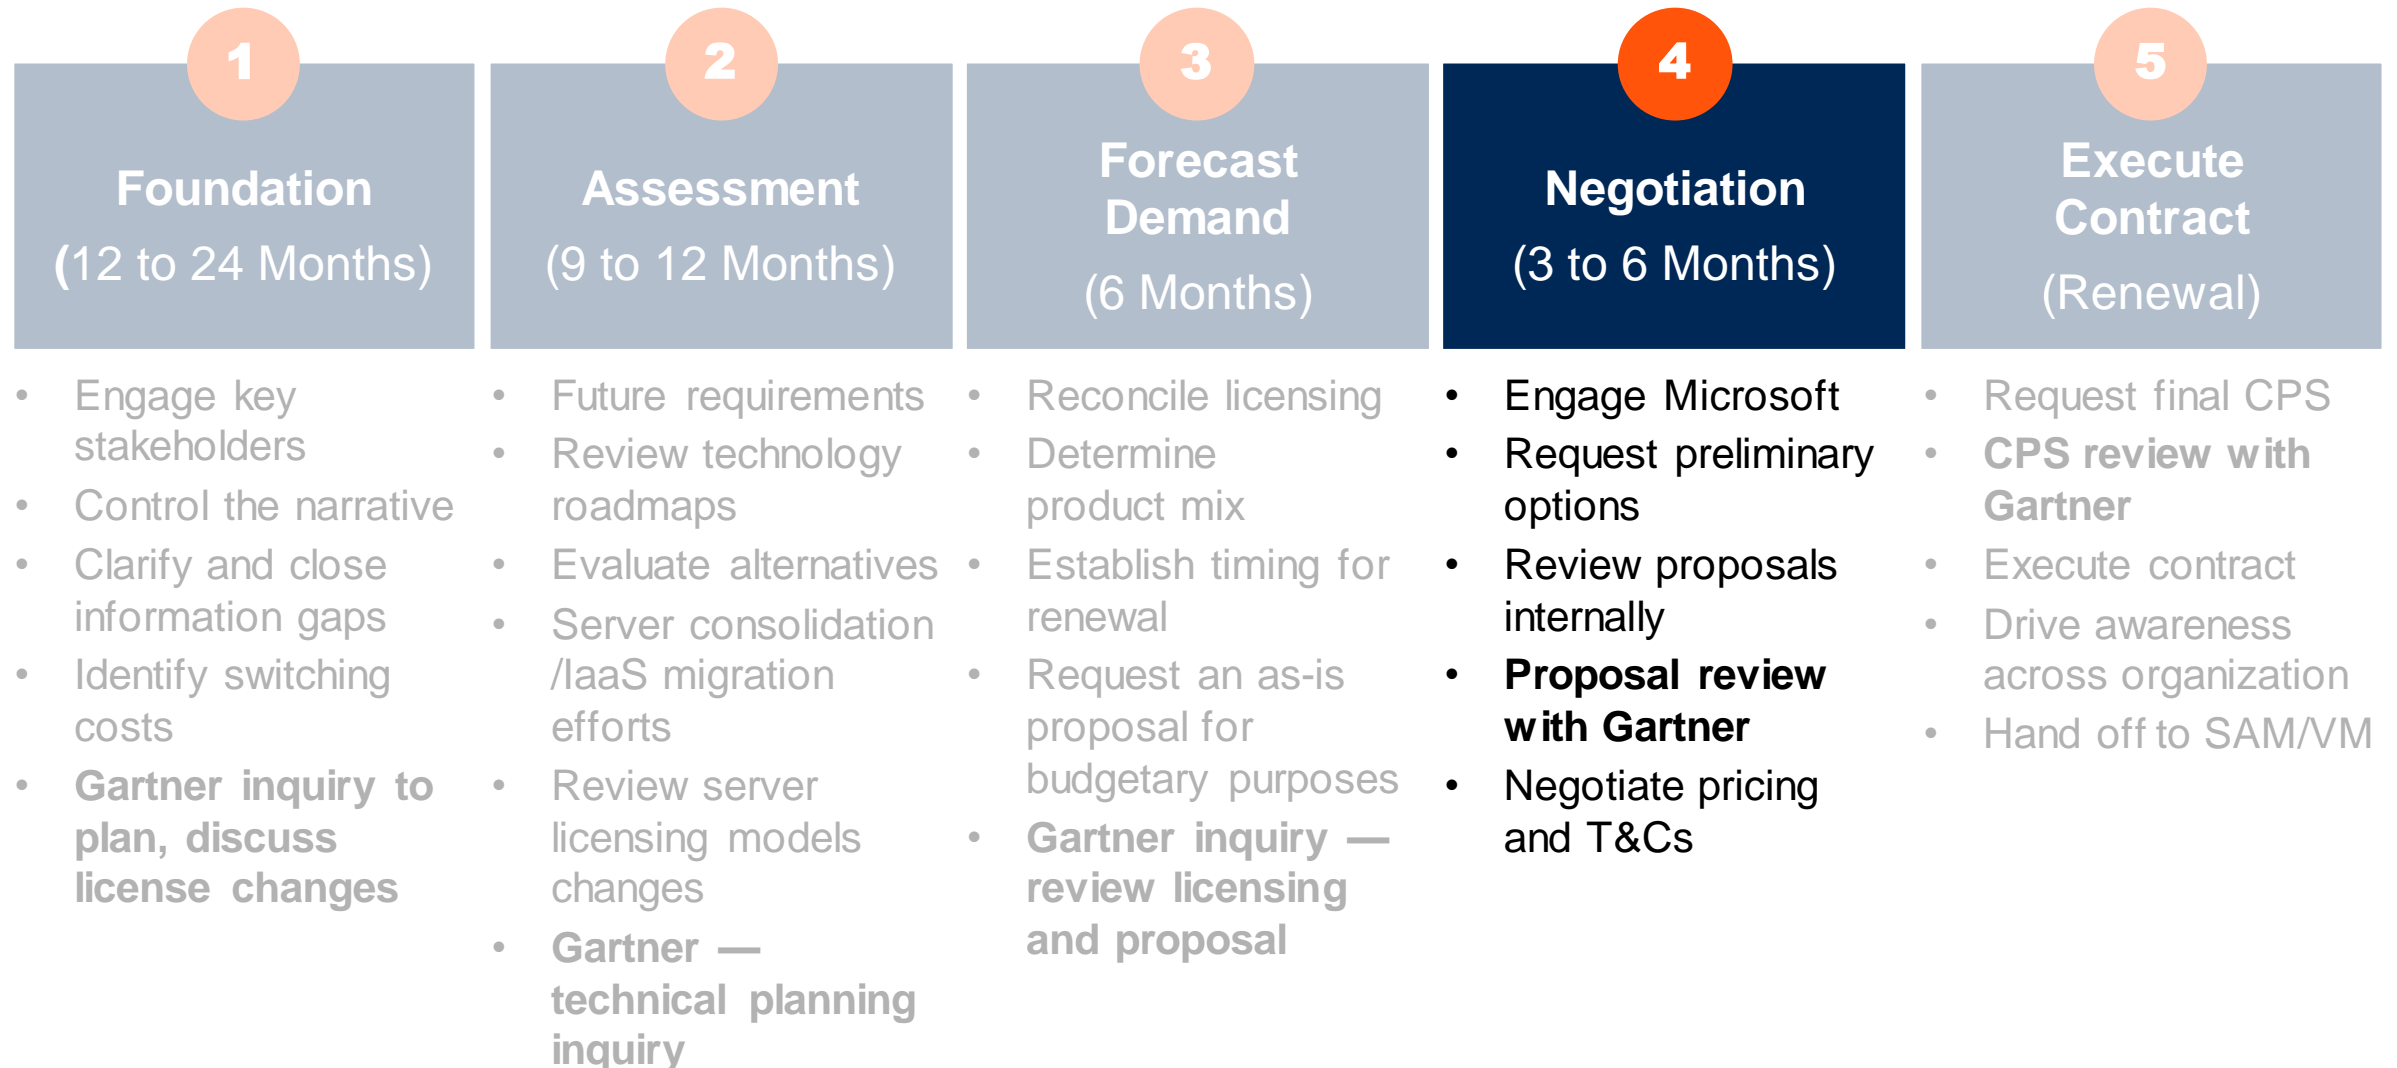 1
Foundation
(12 to 24 Months)
• Engage key
stakeholders
• Control the narrative
• Clarify and close
information gaps
• Identify switching
costs
• Gartner inquiry to
plan, discuss
license changes
2
Assessment
(9 to 12 Months)
• Future requirements
• Review technology
roadmaps
• Evaluate alternatives
• Server consolidation
/IaaS migration
efforts
• Review server
licensing models
changes
• Gartner —
technical planning
inquiry
3
Forecast
Demand
(6 Months)
• Reconcile licensing
• Determine
product mix
• Establish timing for
renewal
• Request an as-is
proposal for
budgetary purposes
• Gartner inquiry —
review licensing
and proposal
4
Negotiation
(3 to 6 Months)
• Engage Microsoft
• Request preliminary
options
• Review proposals
internally
• Proposal review
with Gartner
• Negotiate pricing
and T&Cs
5
Execute
Contract
(Renewal)
• Request final CPS
• CPS review with
Gartner
• Execute contract
• Drive awareness
across organization
• Hand off to SAM/VM